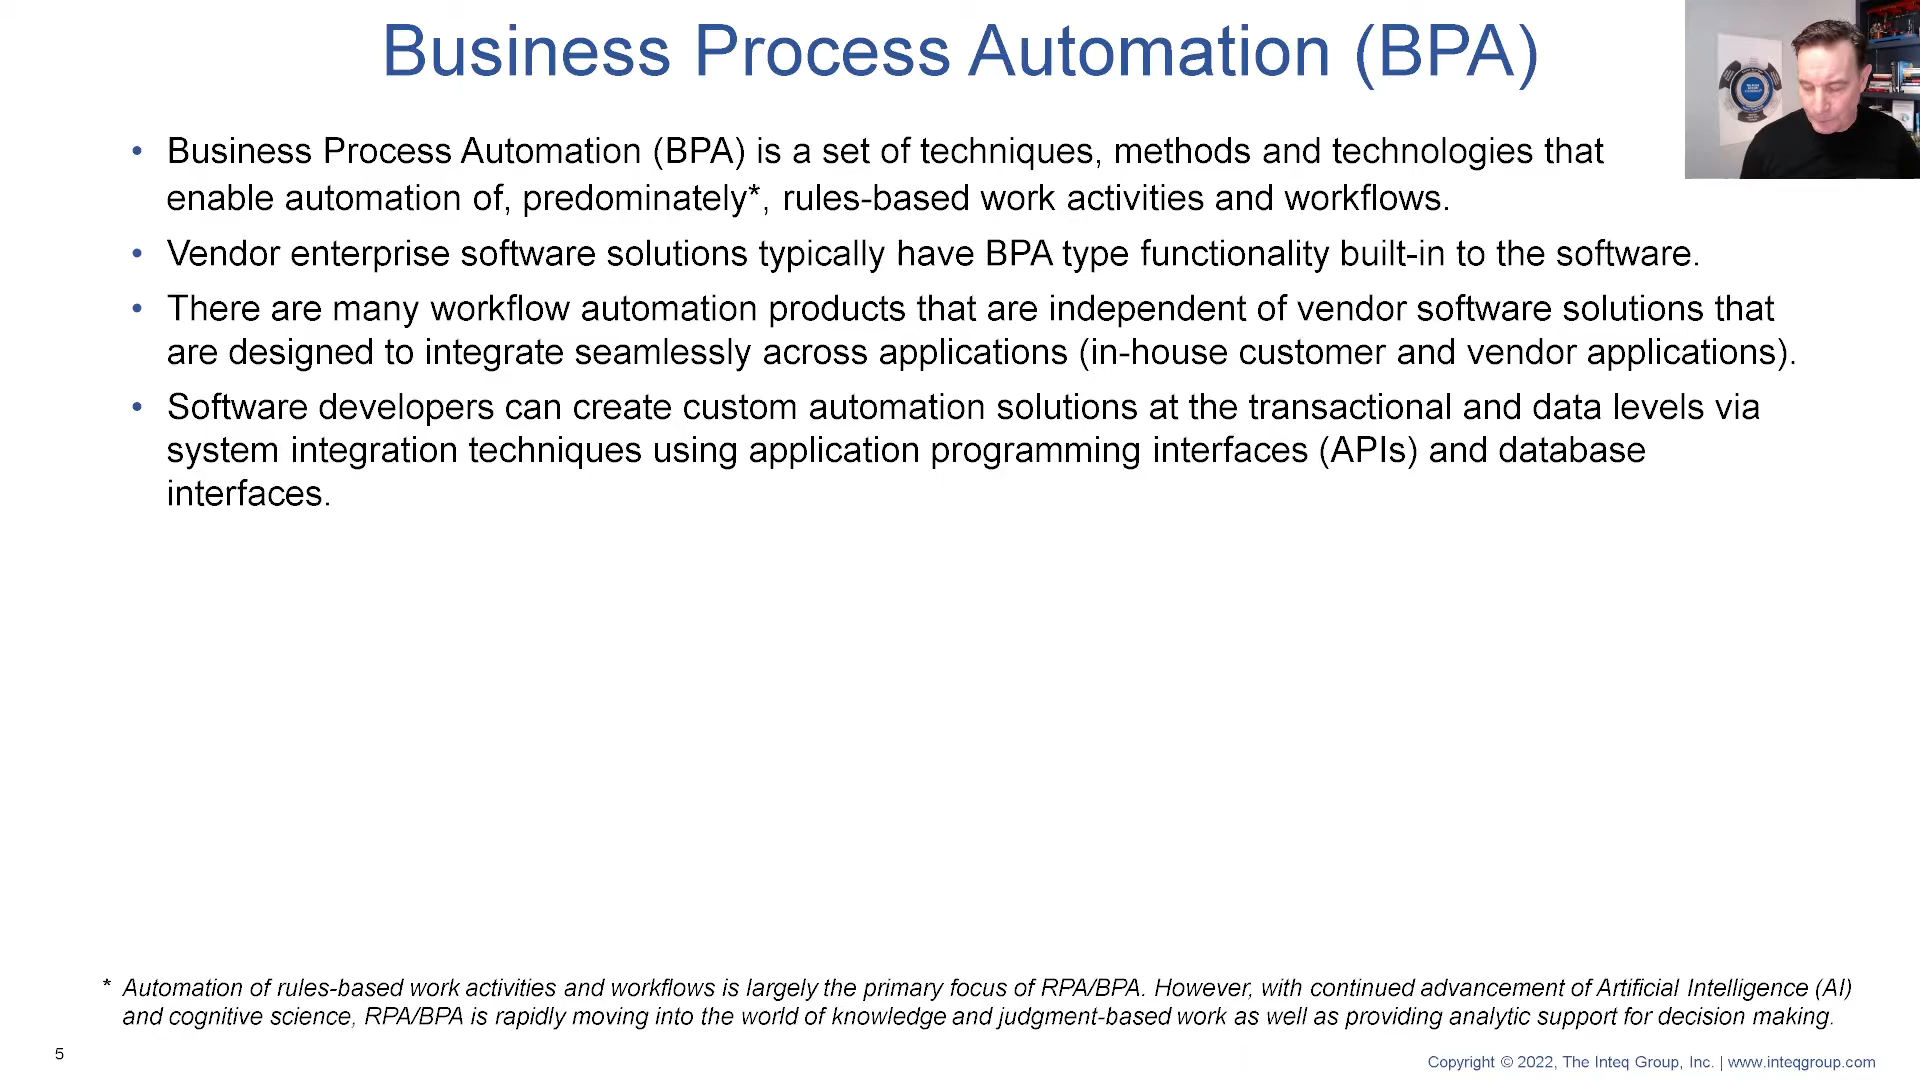 Business Process Automation (BPA)
• Business Process Automation (BPA) is a set of techniques, methods and technologies that
enable automation of, predominately*, rules-based work activities and workflows.
• Vendor enterprise software solutions typically have BPA type functionality built-in to the software.
• There are many workflow automation products that are independent of vendor software solutions that
are designed to integrate seamlessly across applications (in-house customer and vendor applications).
• Software developers can create custom automation solutions at the transactional and data levels via
system integration techniques using application programming interfaces (APIs) and database
interfaces.
* Automation of rules-based work activities and workflows is largely the primary focus of RPA/BPA. However, with continued advancement of Artificial Intelligence (AI)
and cognitive science, RPA/BPA is rapidly moving into the world of knowledge and judgment-based work as well as providing analytic support for decision making.
5
Copyright © 2022, The Inteq Group, Inc. | www.inteqgroup.com